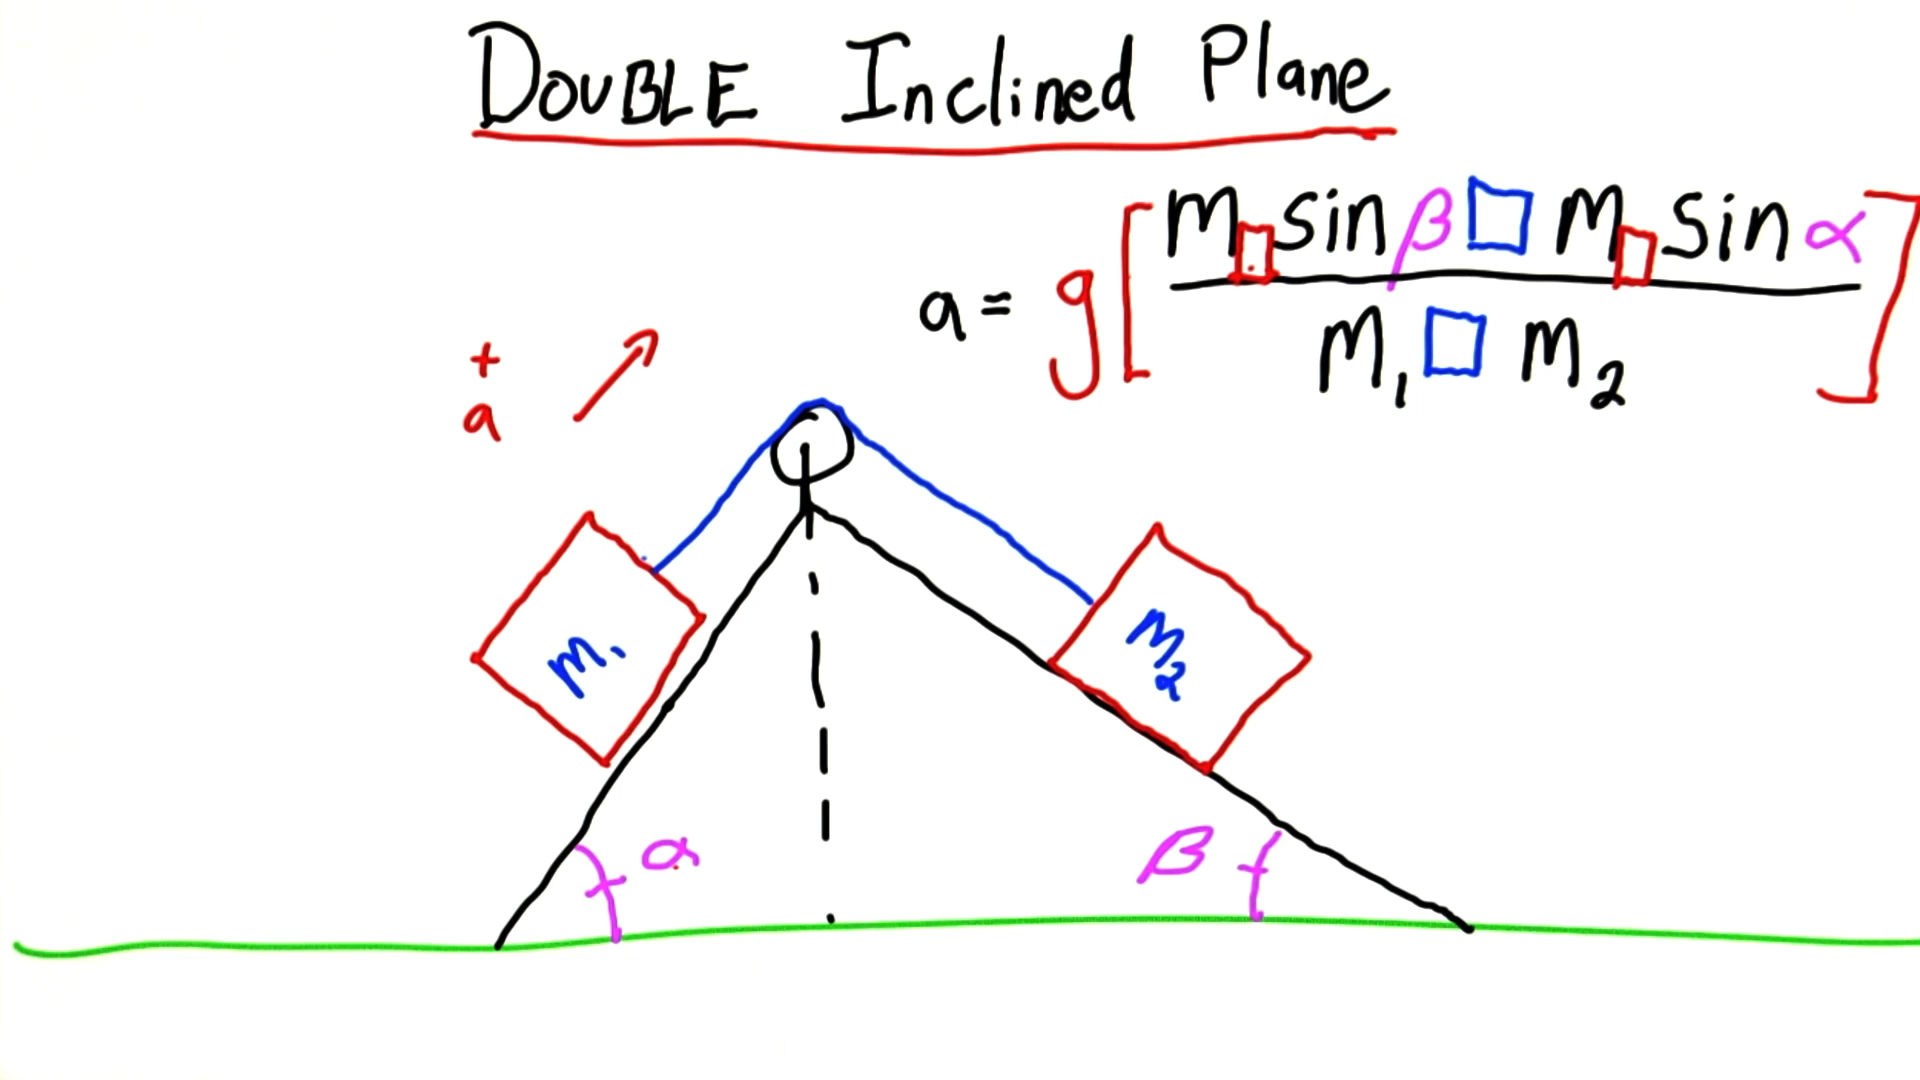 DOUBLE Inclined Plane
a = g[ (m□ sin β □ m□ sin α) / (m₁ □ m₂) ]
+
a
m₁
m₂
α
β